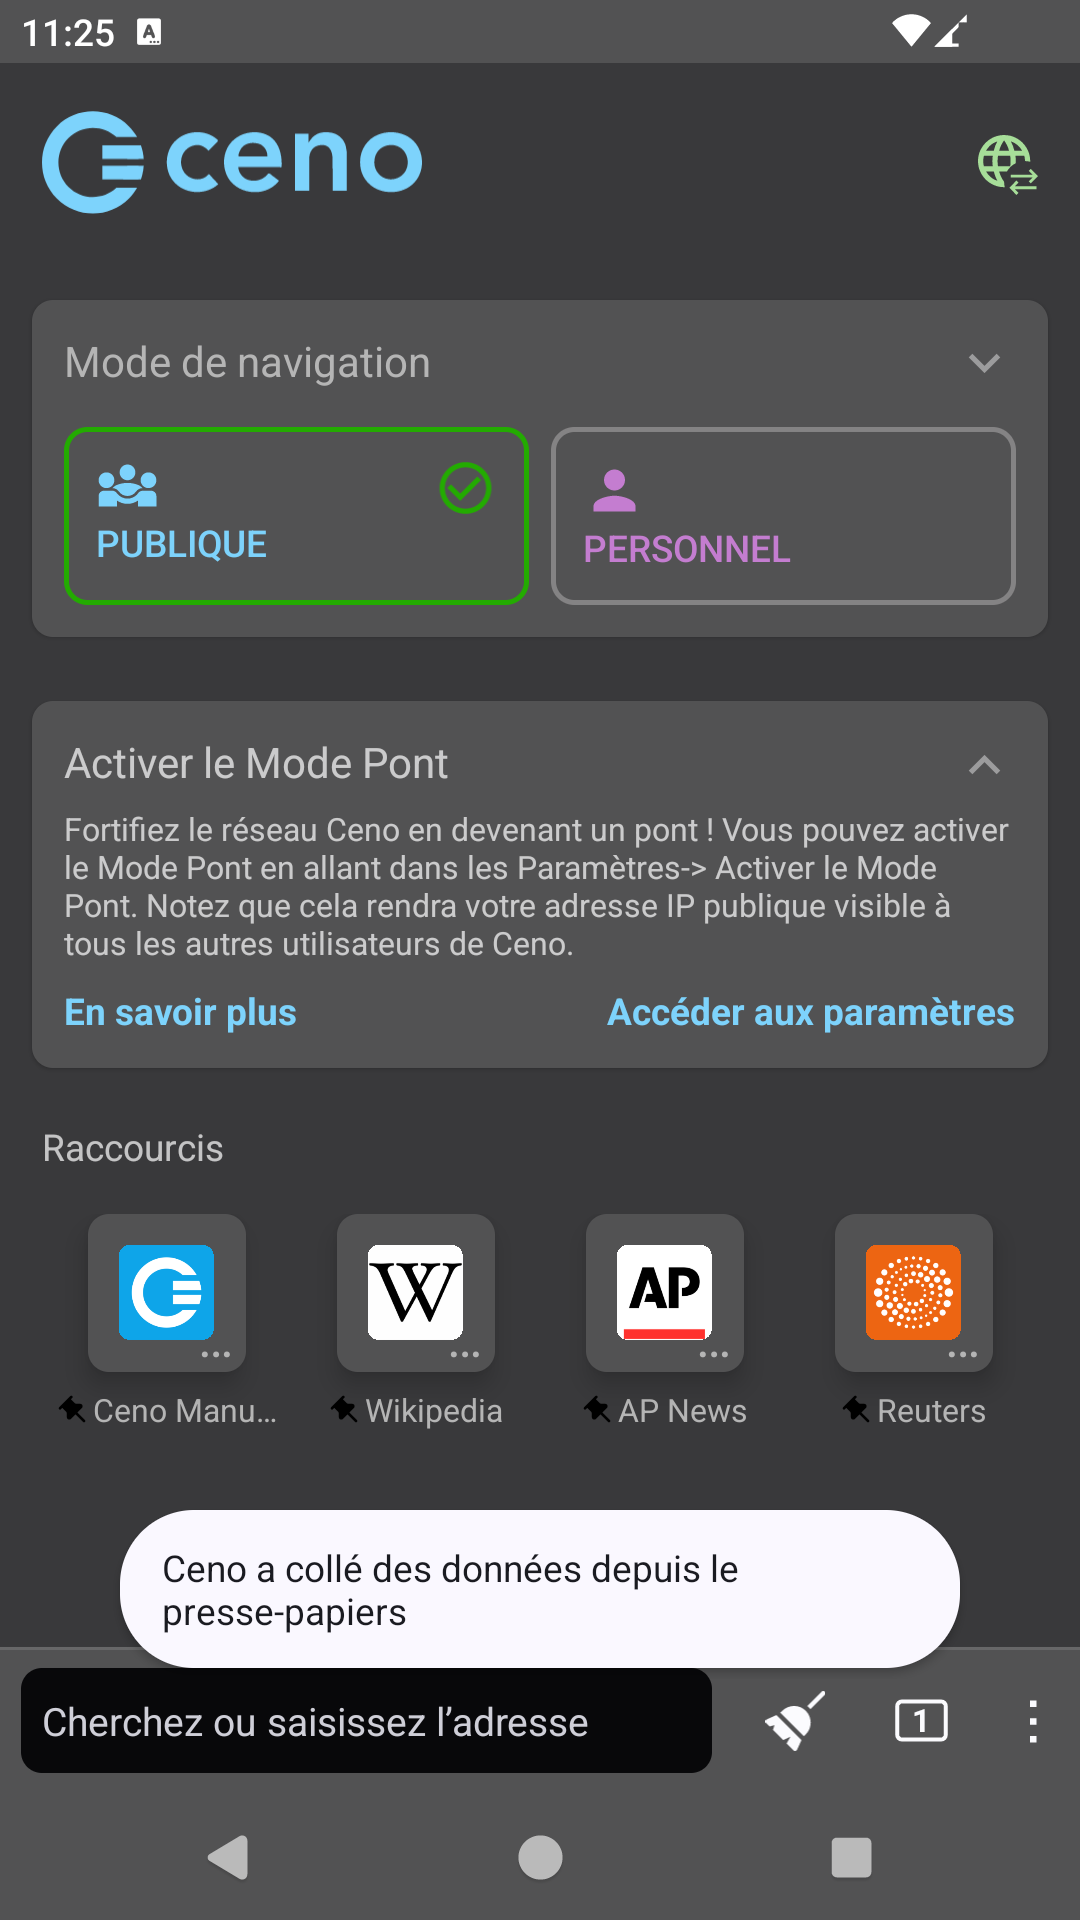 11:25 A
ceno
Mode de navigation
PUBLIQUE
PERSONNEL
Activer le Mode Pont
Fortifiez le réseau Ceno en devenant un pont ! Vous pouvez activer
le Mode Pont en allant dans les Paramètres-> Activer le Mode
Pont. Notez que cela rendra votre adresse IP publique visible à
tous les autres utilisateurs de Ceno.
En savoir plus
Accéder aux paramètres
Raccourcis
W
AP
Ceno Manu...
Wikipedia
AP News
Reuters
Ceno a collé des données depuis le
presse-papiers
Cherchez ou saisissez l’adresse
1